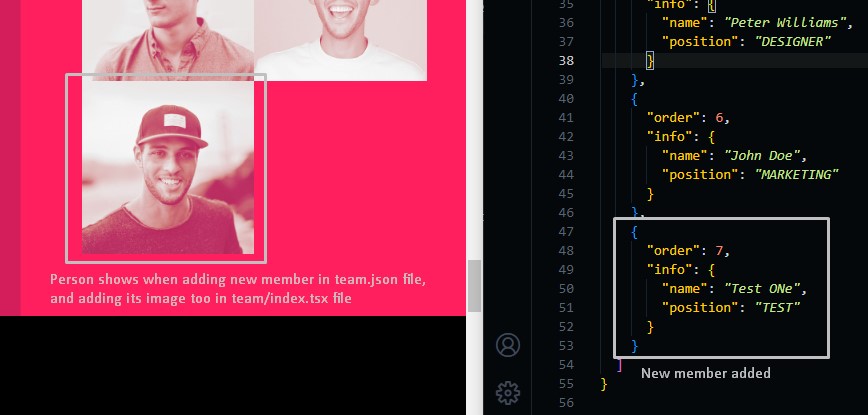 Person shows when adding new member in team.json file,
and adding its image too in team/index.tsx file
35 "info": {
36 "name": "Peter Williams",
37 "position": "DESIGNER"
38 }
39 },
40 {
41 "order": 6,
42 "info": {
43 "name": "John Doe",
44 "position": "MARKETING"
45 }
46 },
47 {
48 "order": 7,
49 "info": {
50 "name": "Test ONe",
51 "position": "TEST"
52 }
53 }
54 ]
55 }
56
New member added